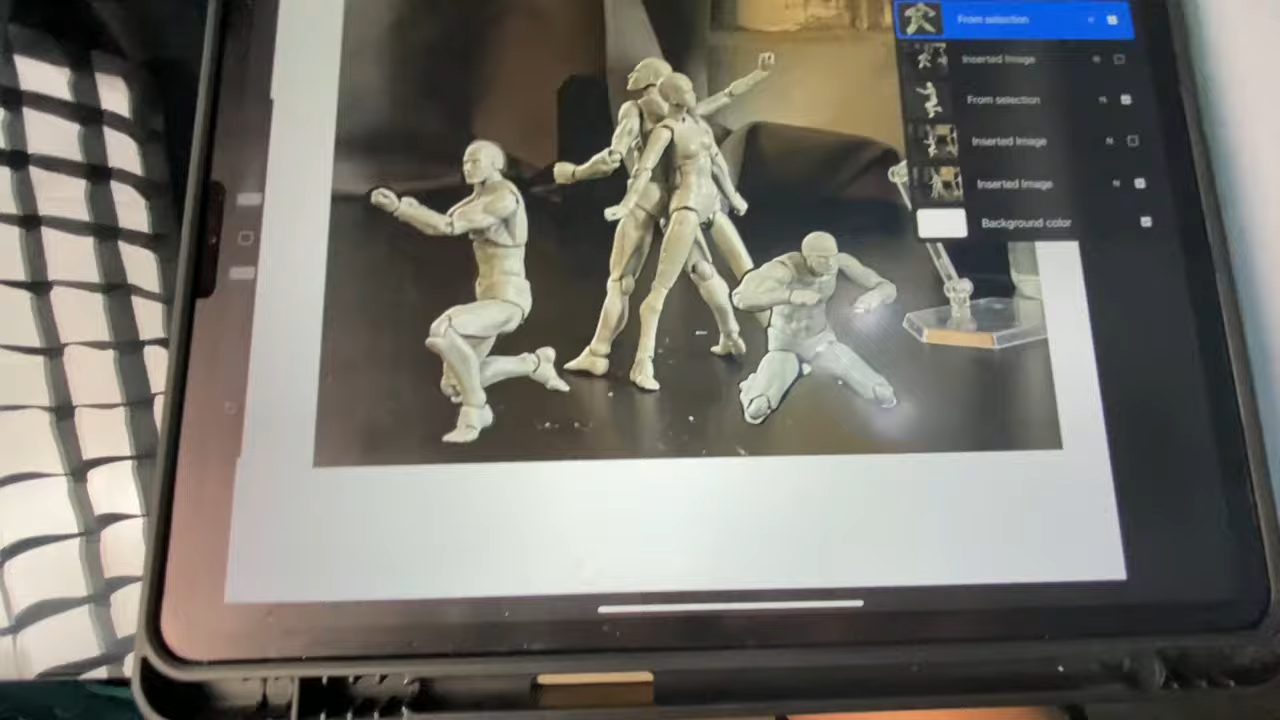 From selection
Inserted Image
From selection
Inserted Image
N
Inserted Image
N
Background color